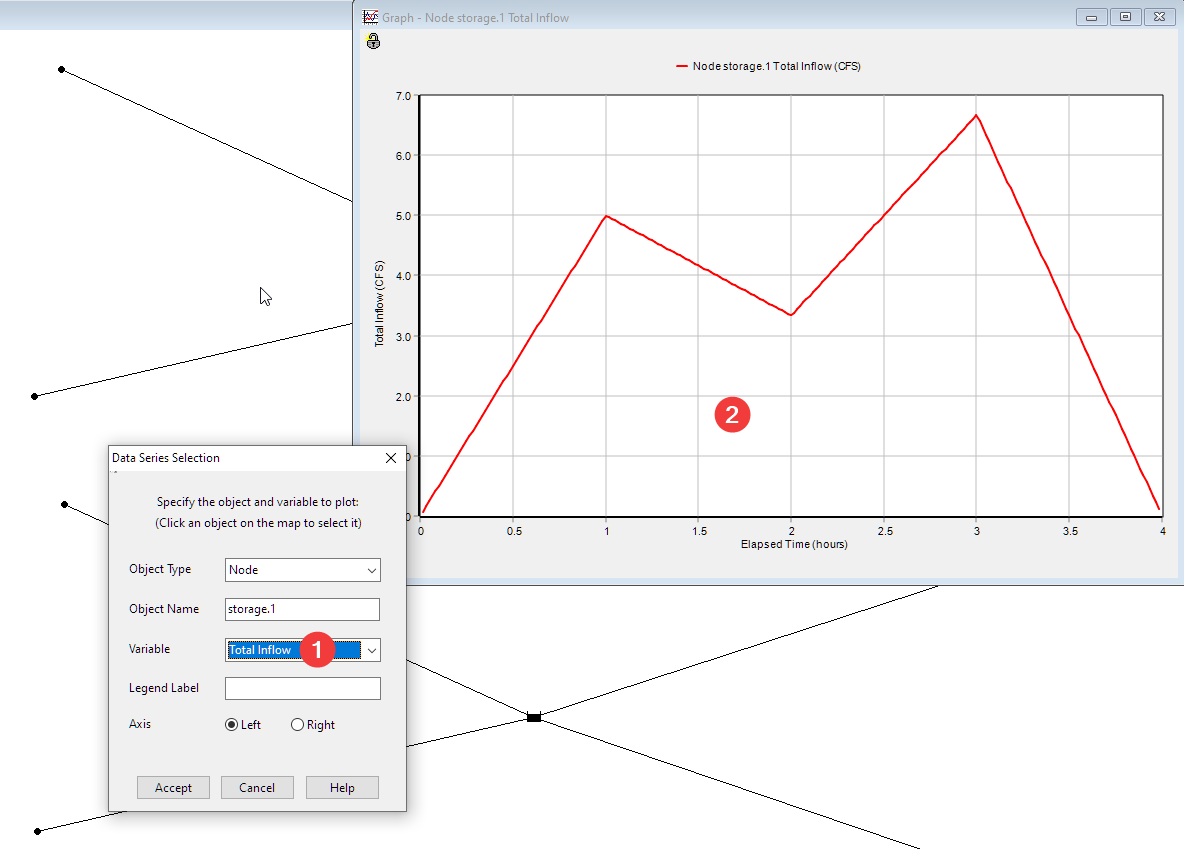 Graph - Node storage.1 Total Inflow
Node storage.1 Total Inflow (CFS)
7.0
6.0
5.0
4.0
3.0
2.0
0
0
Total Inflow (CFS)
0
0.5
1
1.5
2
2.5
3
3.5
4
Elapsed Time (hours)
2
Data Series Selection
Specify the object and variable to plot:
(Click an object on the map to select it)
Object Type Node
Object Name storage.1
Variable Total Inflow 1
Legend Label
Axis Left Right
Accept Cancel Help